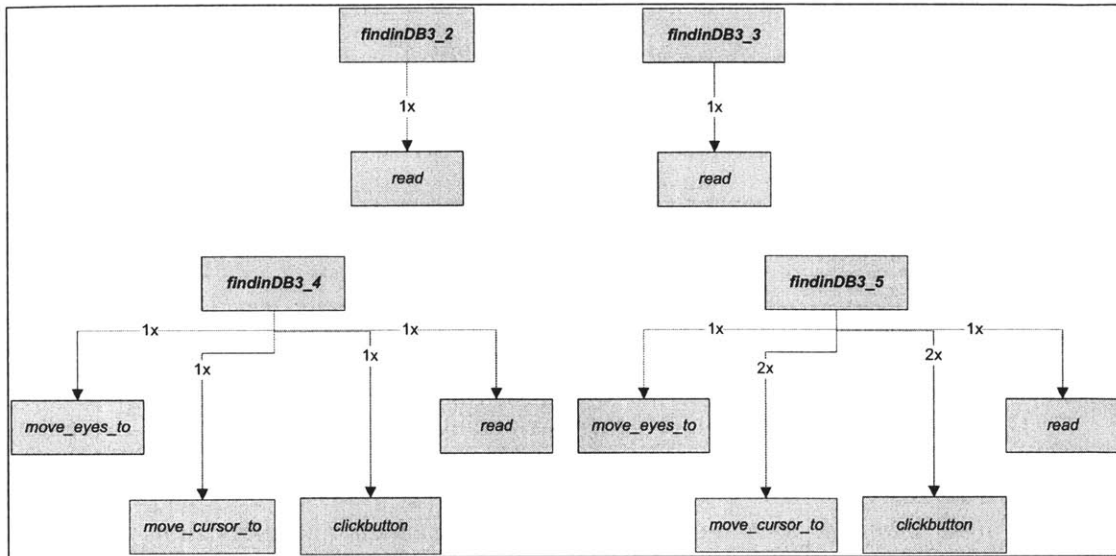 findinDB3_2
findinDB3_3
1x
1x
read
read
findinDB3_4
findinDB3_5
1x
1x
1x
1x
1x
1x
2x
2x
move_eyes_to
read
move_eyes_to
read
move_cursor_to
clickbutton
move_cursor_to
clickbutton